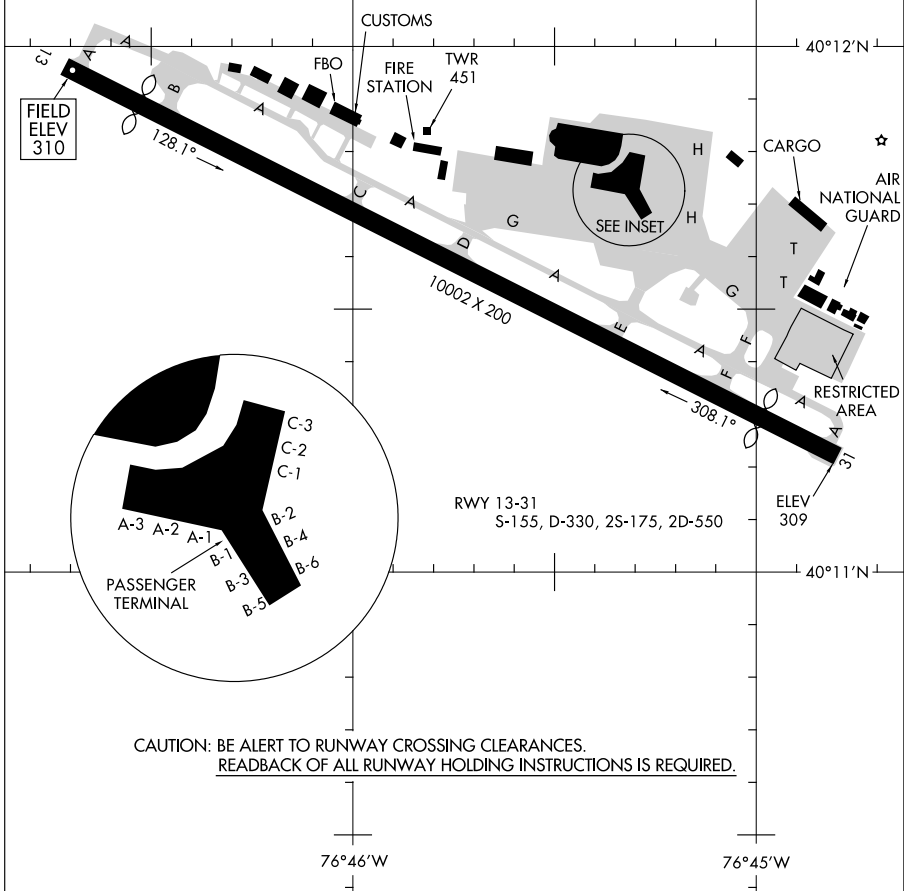 CUSTOMS
FBO
FIRE
STATION
TWR
451
40°12'N
13
A
A
B
A
FIELD
ELEV
310
128.1°
C
A
D
G
H
H
SEE INSET
CARGO
AIR
NATIONAL
GUARD
T
T
G
A
10002 X 200
E
A
F
F
RESTRICTED
AREA
A
A
308.1°
31
ELEV
309
RWY 13-31
S-155, D-330, 2S-175, 2D-550
C-3
C-2
C-1
A-3
A-2
A-1
B-2
B-4
B-6
B-1
B-3
B-5
PASSENGER
TERMINAL
40°11'N
CAUTION: BE ALERT TO RUNWAY CROSSING CLEARANCES.
READBACK OF ALL RUNWAY HOLDING INSTRUCTIONS IS REQUIRED.
76°46'W
76°45'W